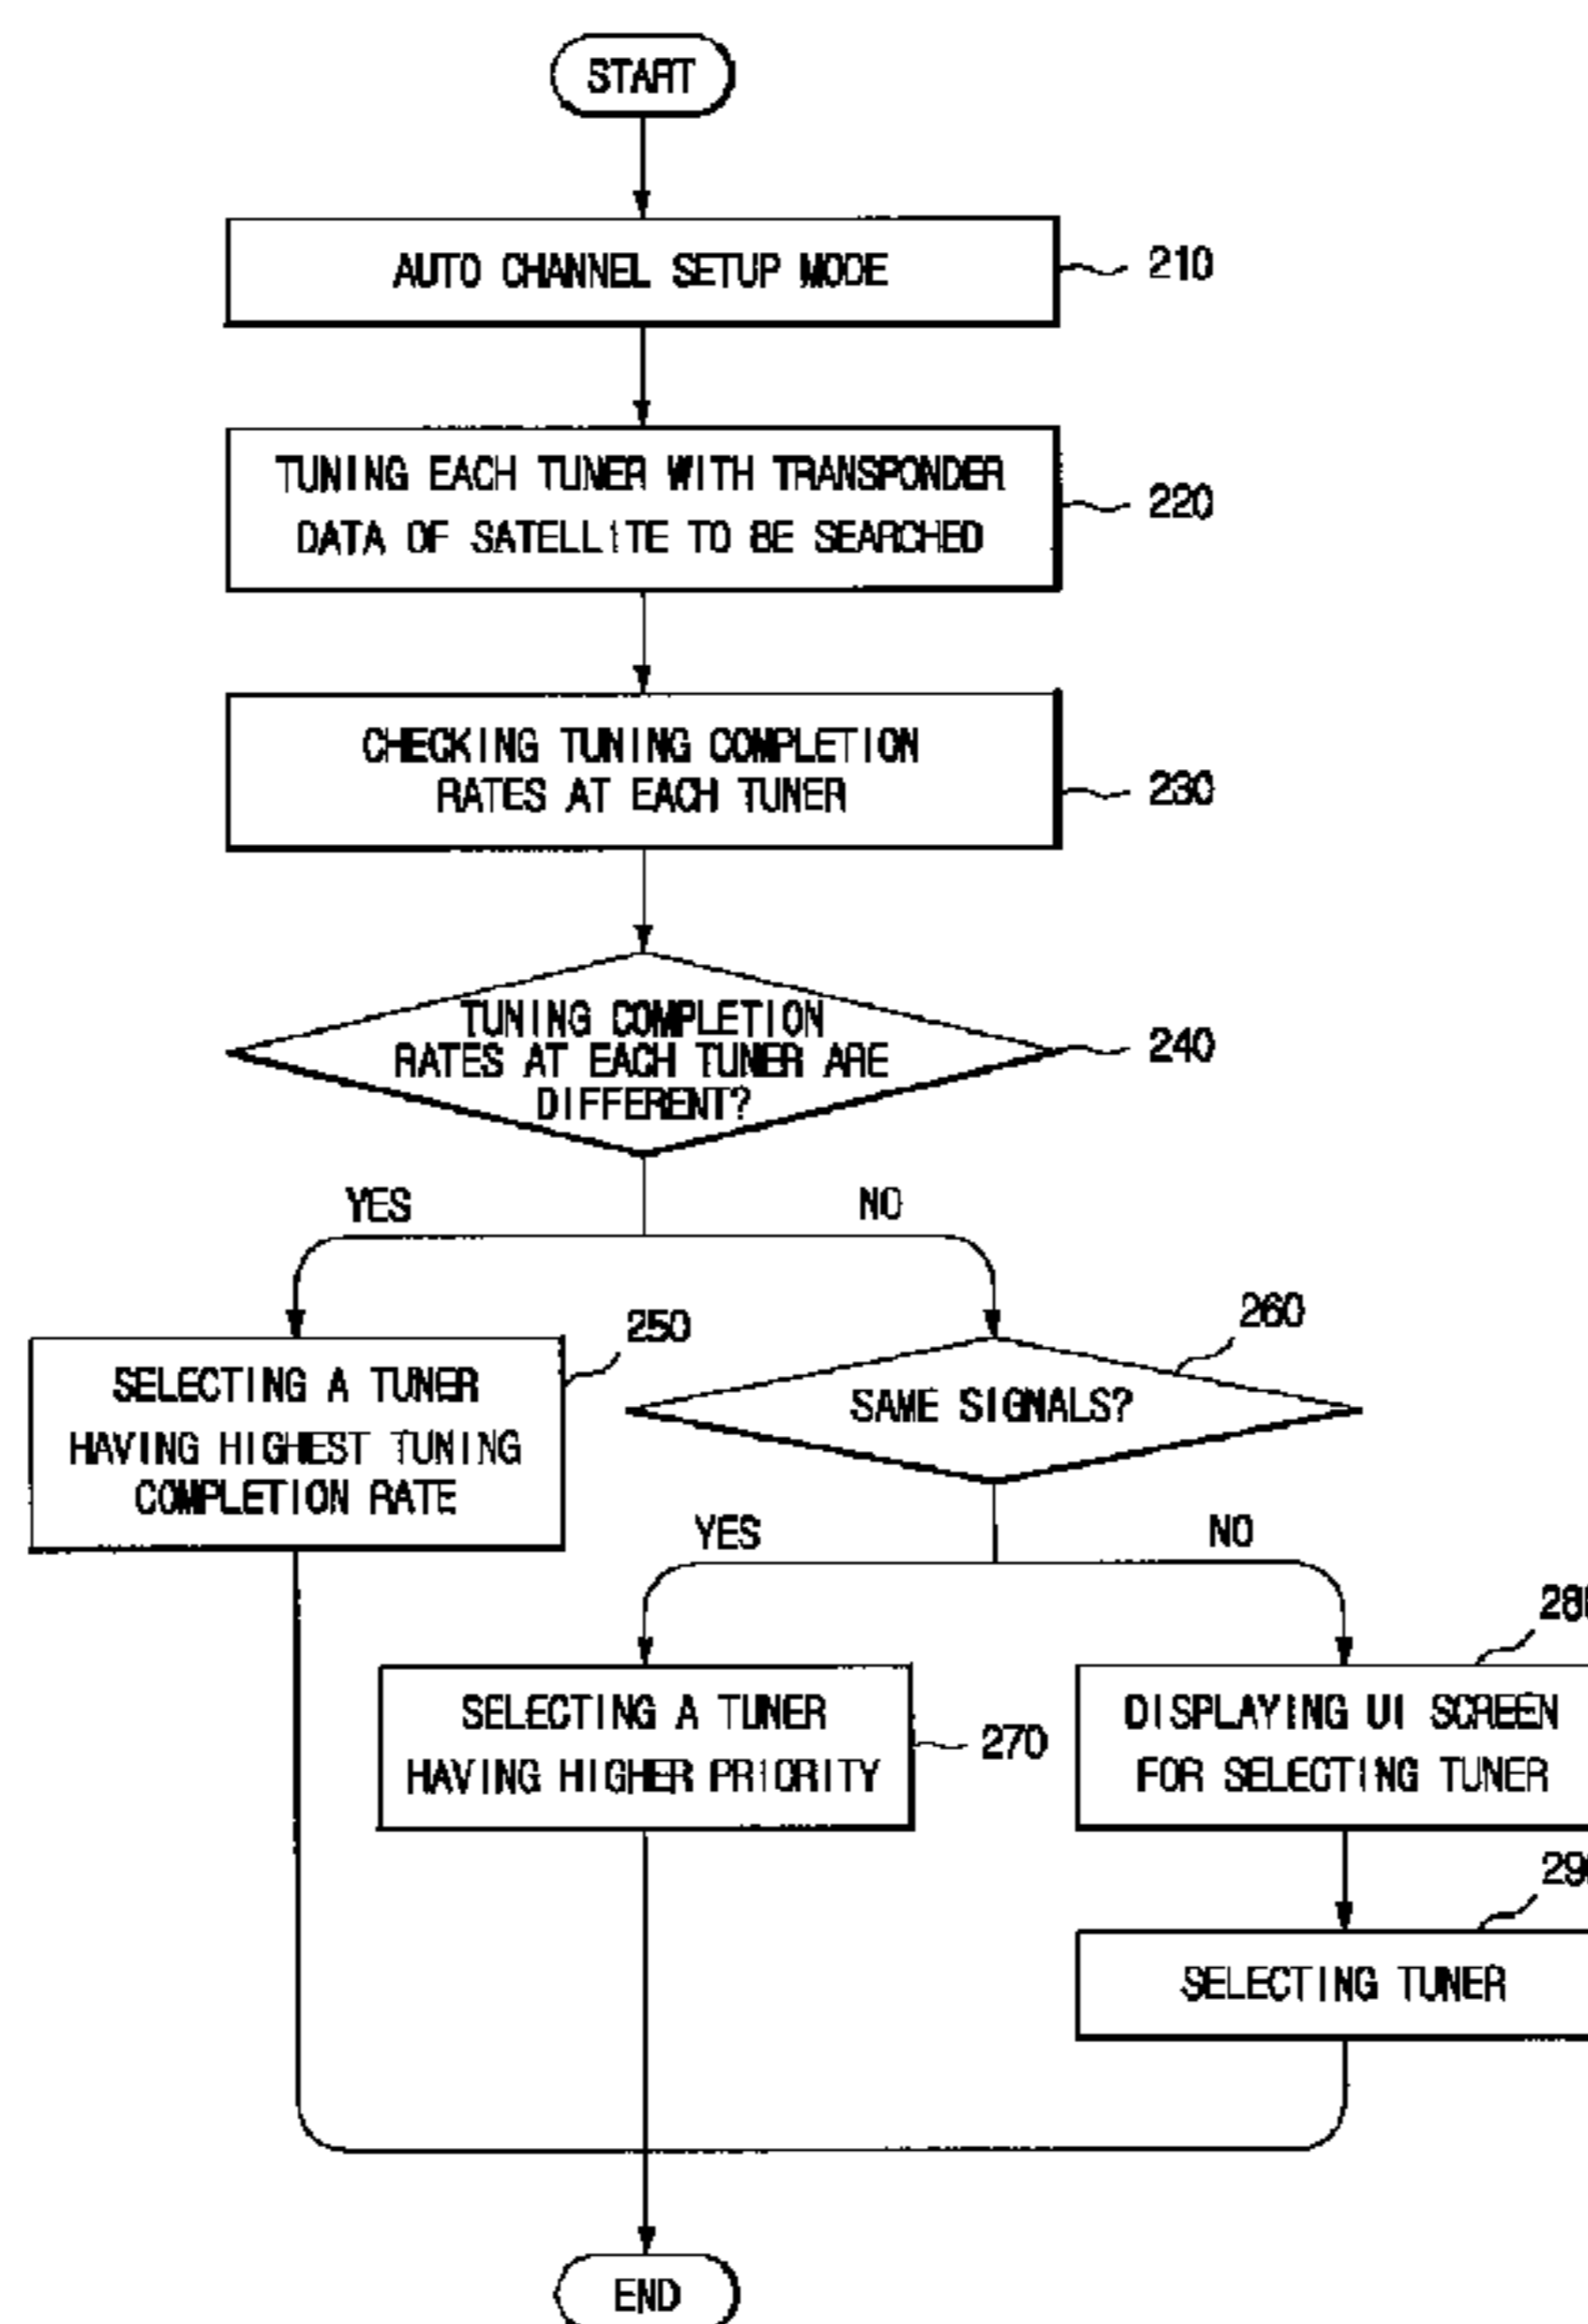 START
AUTO CHANNEL SETUP MODE
210
TUNING EACH TUNER WITH TRANSPONDER
DATA OF SATELLITE TO BE SEARCHED
220
CHECKING TUNING COMPLETION
RATES AT EACH TUNER
230
TUNING COMPLETION
RATES AT EACH TUNER ARE
DIFFERENT?
240
YES
NO
250
SELECTING A TUNER
HAVING HIGHEST TUNING
COMPLETION RATE
260
SAME SIGNALS?
YES
NO
SELECTING A TUNER
HAVING HIGHER PRIORITY
270
DISPLAYING UI SCREEN
FOR SELECTING TUNER
SELECTING TUNER
END